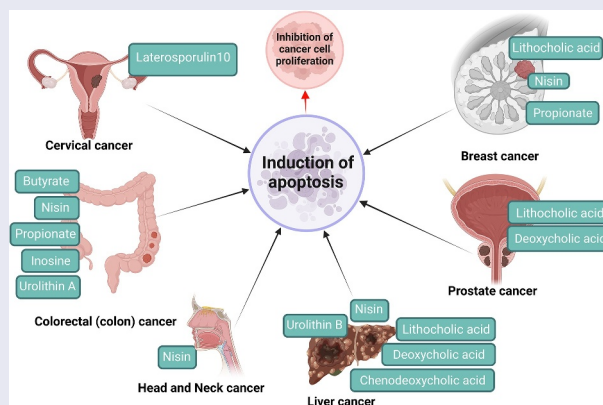 Inhibition of
cancer cell
proliferation
Laterosporulin10
Cervical cancer
Lithocholic acid
Nisin
Propionate
Breast cancer
Induction of
apoptosis
Butyrate
Nisin
Propionate
Inosine
Urolithin A
Colorectal (colon) cancer
Lithocholic acid
Deoxycholic acid
Prostate cancer
Nisin
Head and Neck cancer
Nisin
Urolithin B
Lithocholic acid
Deoxycholic acid
Chenodeoxycholic acid
Liver cancer